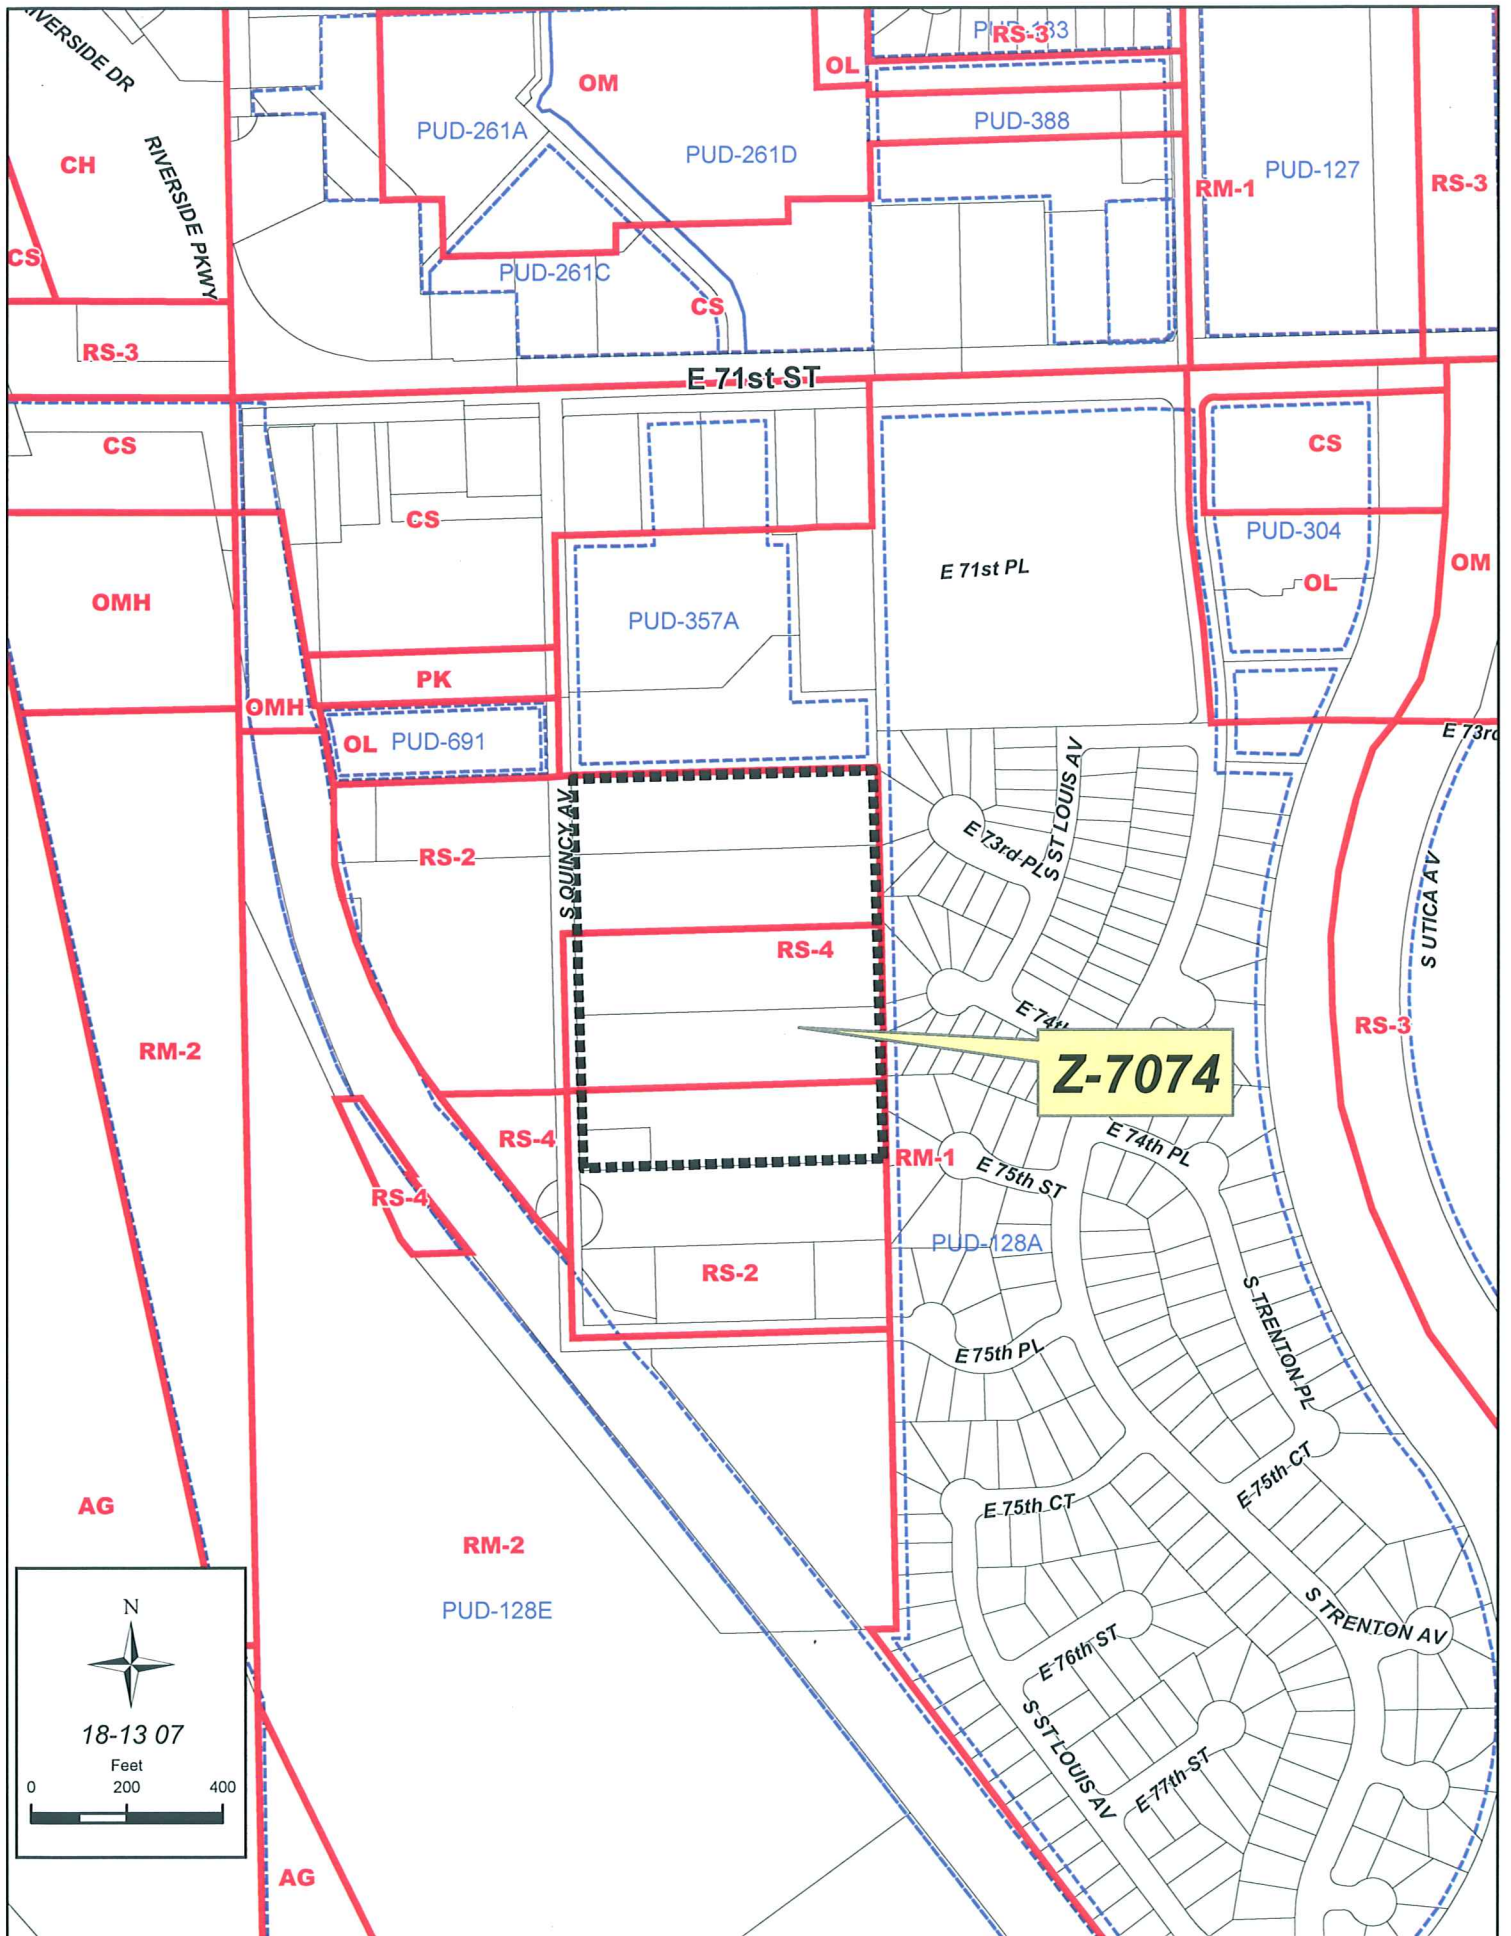 RIVERSIDE DR
PUD-133
RS-3
OL
OM
PUD-261A
PUD-388
PUD-261D
CH
RIVERSIDE PKWY
PUD-127
RM-1
RS-3
CS
PUD-261C
CS
RS-3
E 71st ST
CS
CS
CS
PUD-304
OM
E 71st PL
OL
OMH
PUD-357A
PK
OMH
OL
PUD-691
E 73rd
S ST LOUIS AV
S QUINCY AV
E 73rd PL
RS-2
S UTICA AV
RS-4
E 74th
RS-3
RM-2
Z-7074
RS-4
E 74th PL
RM-1
E 75th ST
RS-4
PUD-128A
RS-2
S TRENTON PL
E 75th PL
E 75th CT
E 75th CT
AG
RM-2
PUD-128E
S TRENTON AV
E 76th ST
N
S ST LOUIS AV
18-13 07
Feet
0 200 400
E 77th ST
AG